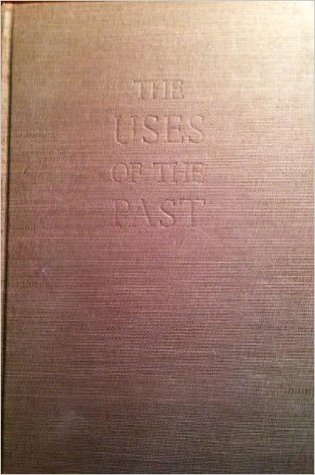 THE
USES
OF THE
PAST